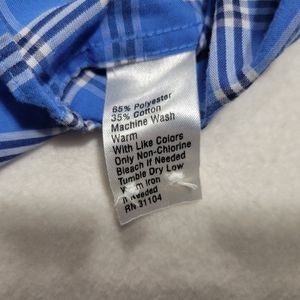 65% Polyester
35% Cotton
Machine Wash
Warm
With Like Colors
Only Non-Chlorine
Bleach If Needed
Tumble Dry Low
Warm Iron
If Needed
RN 31104